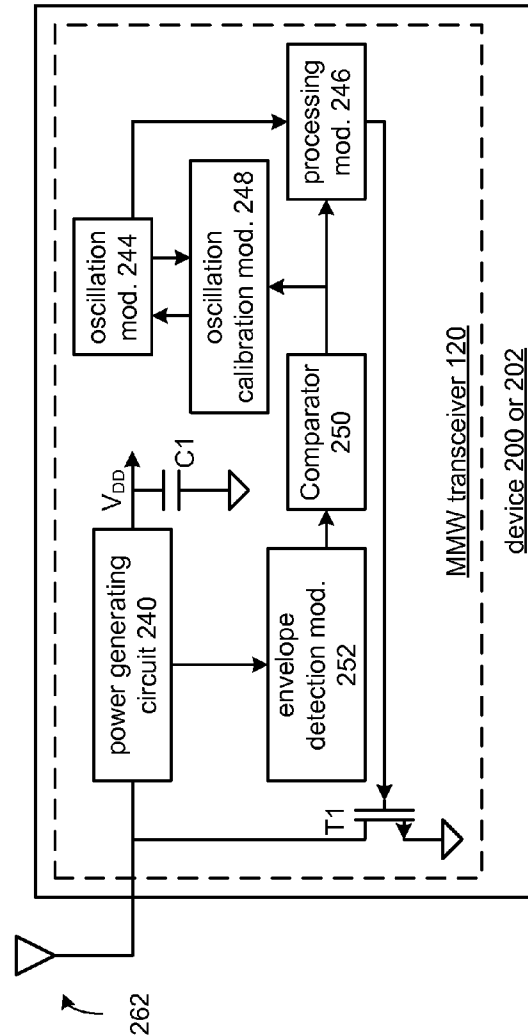 262
power generating
circuit 240
VDD
C1
oscillation
mod. 244
oscillation
calibration mod. 248
processing
mod. 246
envelope
detection mod.
252
Comparator
250
T1
MMW transceiver 120
device 200 or 202